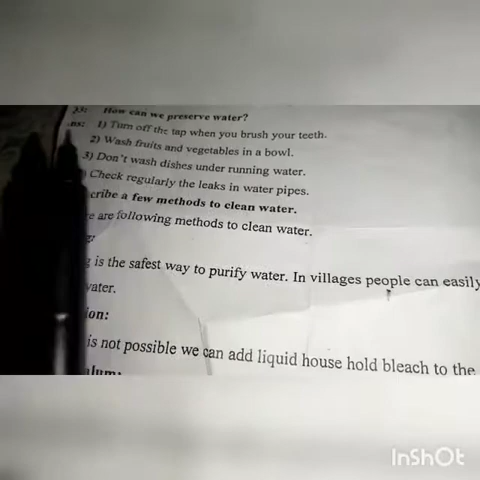 How can we preserve water?
1) Turn off the tap when you brush your teeth.
2) Wash fruits and vegetables in a bowl.
3) Don't wash dishes under running water.
) Check regularly the leaks in water pipes.
cribe a few methods to clean water.
e are following methods to clean water.
g:
g is the safest way to purify water. In villages people can easily
water.
ion:
is not possible we can add liquid house hold bleach to the
alum:
InShOt